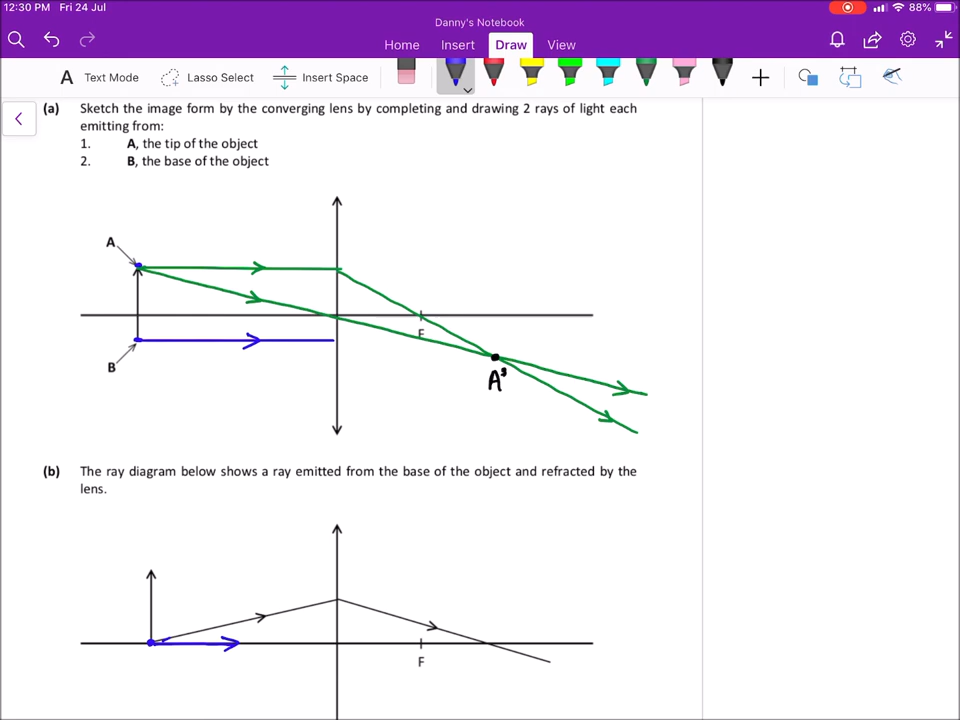 12:30 PM Fri 24 Jul
88%
Danny's Notebook
Home Insert Draw View
A Text Mode Lasso Select Insert Space
(a) Sketch the image form by the converging lens by completing and drawing 2 rays of light each
emitting from:
1. A, the tip of the object
2. B, the base of the object
A
F
B
A'
(b) The ray diagram below shows a ray emitted from the base of the object and refracted by the
lens.
F